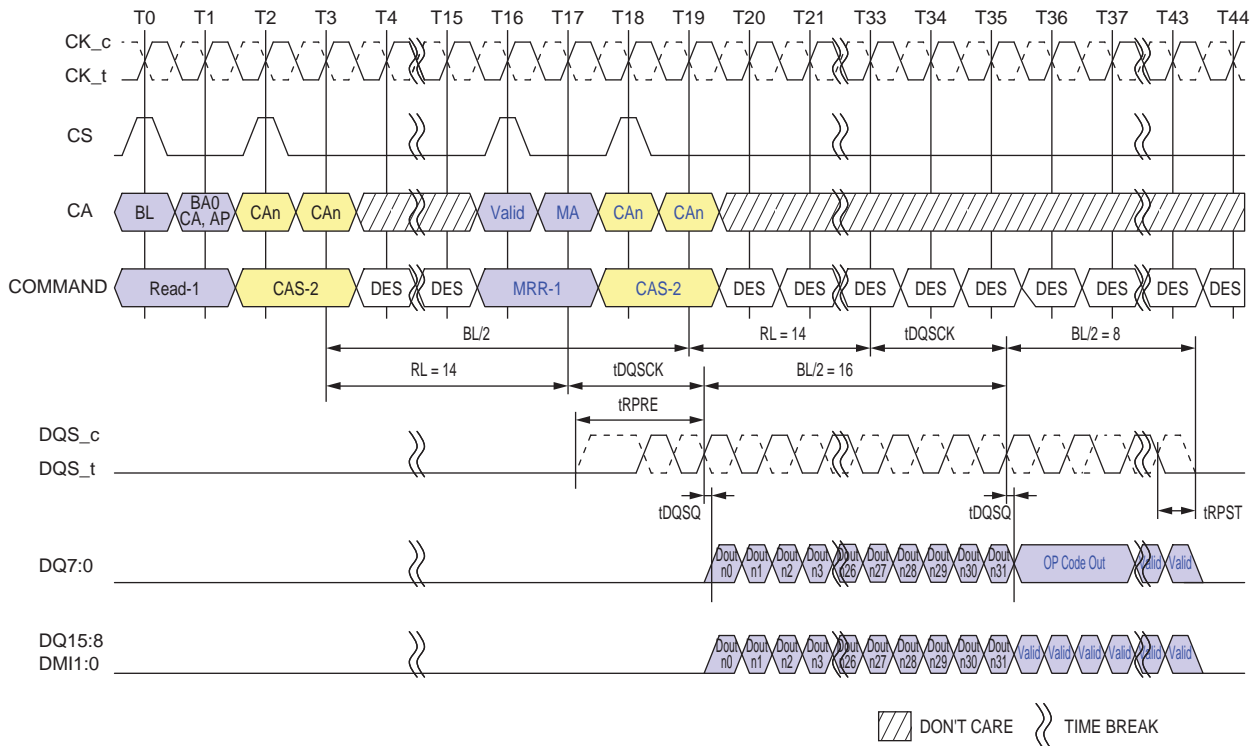 T0 T1 T2 T3 T4 T15 T16 T17 T18 T19 T20 T21 T33 T34 T35 T36 T37 T43 T44
CK_c
CK_t
CS
CA BL BA0 CA, AP CAn CAn Valid MA CAn CAn
COMMAND Read-1 CAS-2 DES DES MRR-1 CAS-2 DES DES DES DES DES DES DES DES DES
BL/2 RL = 14 tDQSCK BL/2 = 8
RL = 14 tDQSCK BL/2 = 16
tRPRE
DQS_c
DQS_t
tDQSQ tDQSQ tRPST
DQ7:0 Dout n0 Dout n1 Dout n2 Dout n3 Dout n26 Dout n27 Dout n28 Dout n29 Dout n30 Dout n31 OP Code Out Valid Valid
DQ15:8
DMI1:0 Dout n0 Dout n1 Dout n2 Dout n3 Dout n26 Dout n27 Dout n28 Dout n29 Dout n30 Dout n31 Valid Valid Valid Valid Valid Valid
DON'T CARE TIME BREAK